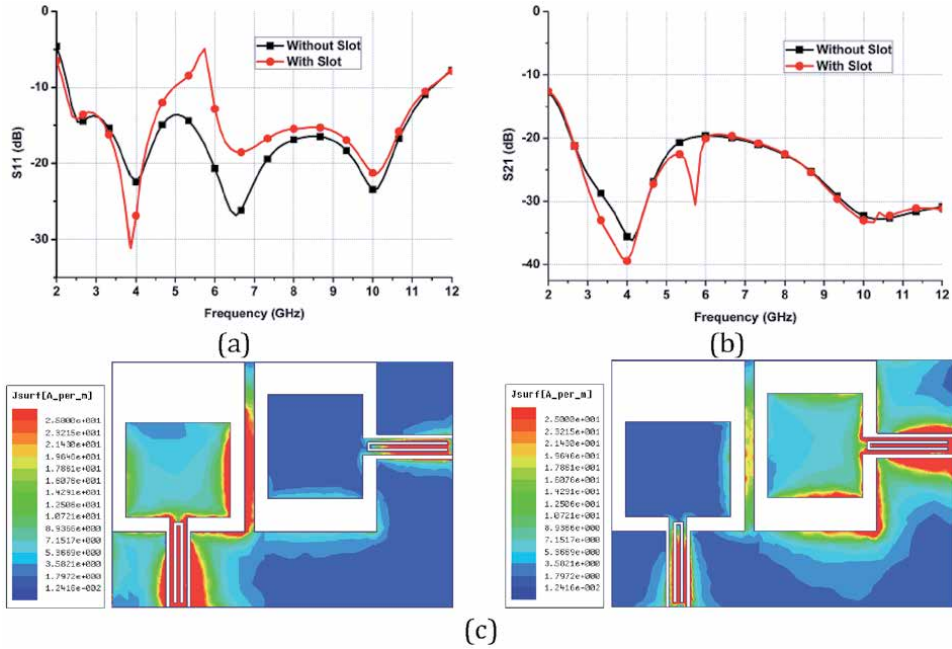 0
-10
-20
-30
S11 (dB)
Without Slot
With Slot
2 3 4 5 6 7 8 9 10 11 12
Frequency (GHz)
(a)
0
-10
-20
-30
-40
S21 (dB)
Without Slot
With Slot
2 3 4 5 6 7 8 9 10 11 12
Frequency (GHz)
(b)
Jsurf[A_per_m]
2.5000e+001
2.3215e+001
2.1430e+001
1.9646e+001
1.7861e+001
1.6076e+001
1.4291e+001
1.2506e+001
1.0721e+001
8.9366e+000
7.1517e+000
5.3669e+000
3.5821e+000
1.7972e+000
1.2416e-002
Jsurf[A_per_m]
2.5000e+001
2.3215e+001
2.1430e+001
1.9646e+001
1.7861e+001
1.6076e+001
1.4291e+001
1.2506e+001
1.0721e+001
8.9366e+000
7.1517e+000
5.3669e+000
3.5821e+000
1.7972e+000
1.2416e-002
(c)